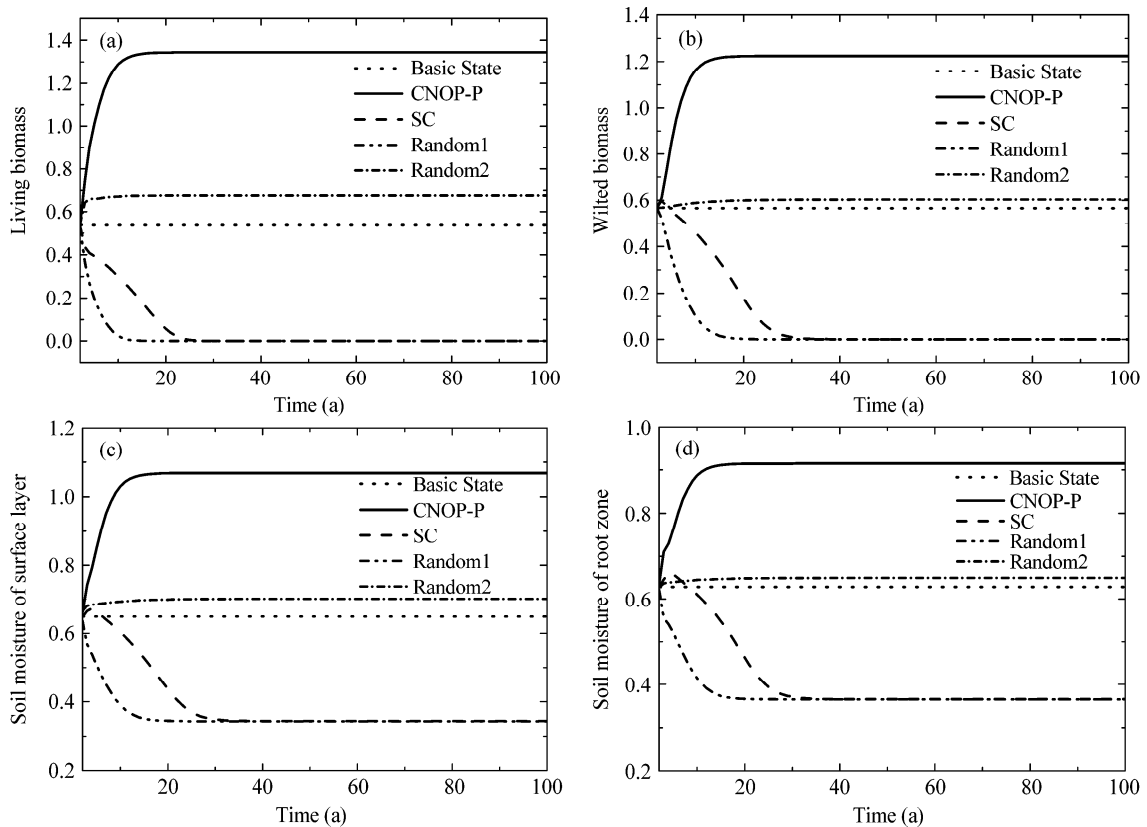 (a)
1.4
1.2
1.0
0.8
0.6
0.4
0.2
0.0
Living biomass
Basic State
CNOP-P
SC
Random1
Random2
20
40
60
80
100
Time (a)
(b)
1.4
1.2
1.0
0.8
0.6
0.4
0.2
0.0
Wilted biomass
Basic State
CNOP-P
SC
Random1
Random2
20
40
60
80
100
Time (a)
(c)
1.2
1.0
0.8
0.6
0.4
0.2
Soil moisture of surface layer
Basic State
CNOP-P
SC
Random1
Random2
20
40
60
80
100
Time (a)
(d)
1.0
0.8
0.6
0.4
0.2
Soil moisture of root zone
Basic State
CNOP-P
SC
Random1
Random2
20
40
60
80
100
Time (a)